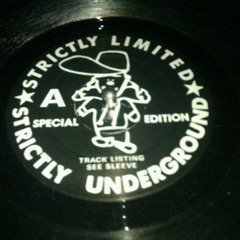 ★STRICTLY LIMITED★
A
SPECIAL EDITION
TRACK LISTING
SEE SLEEVE
STRICTLY UNDERGROUND